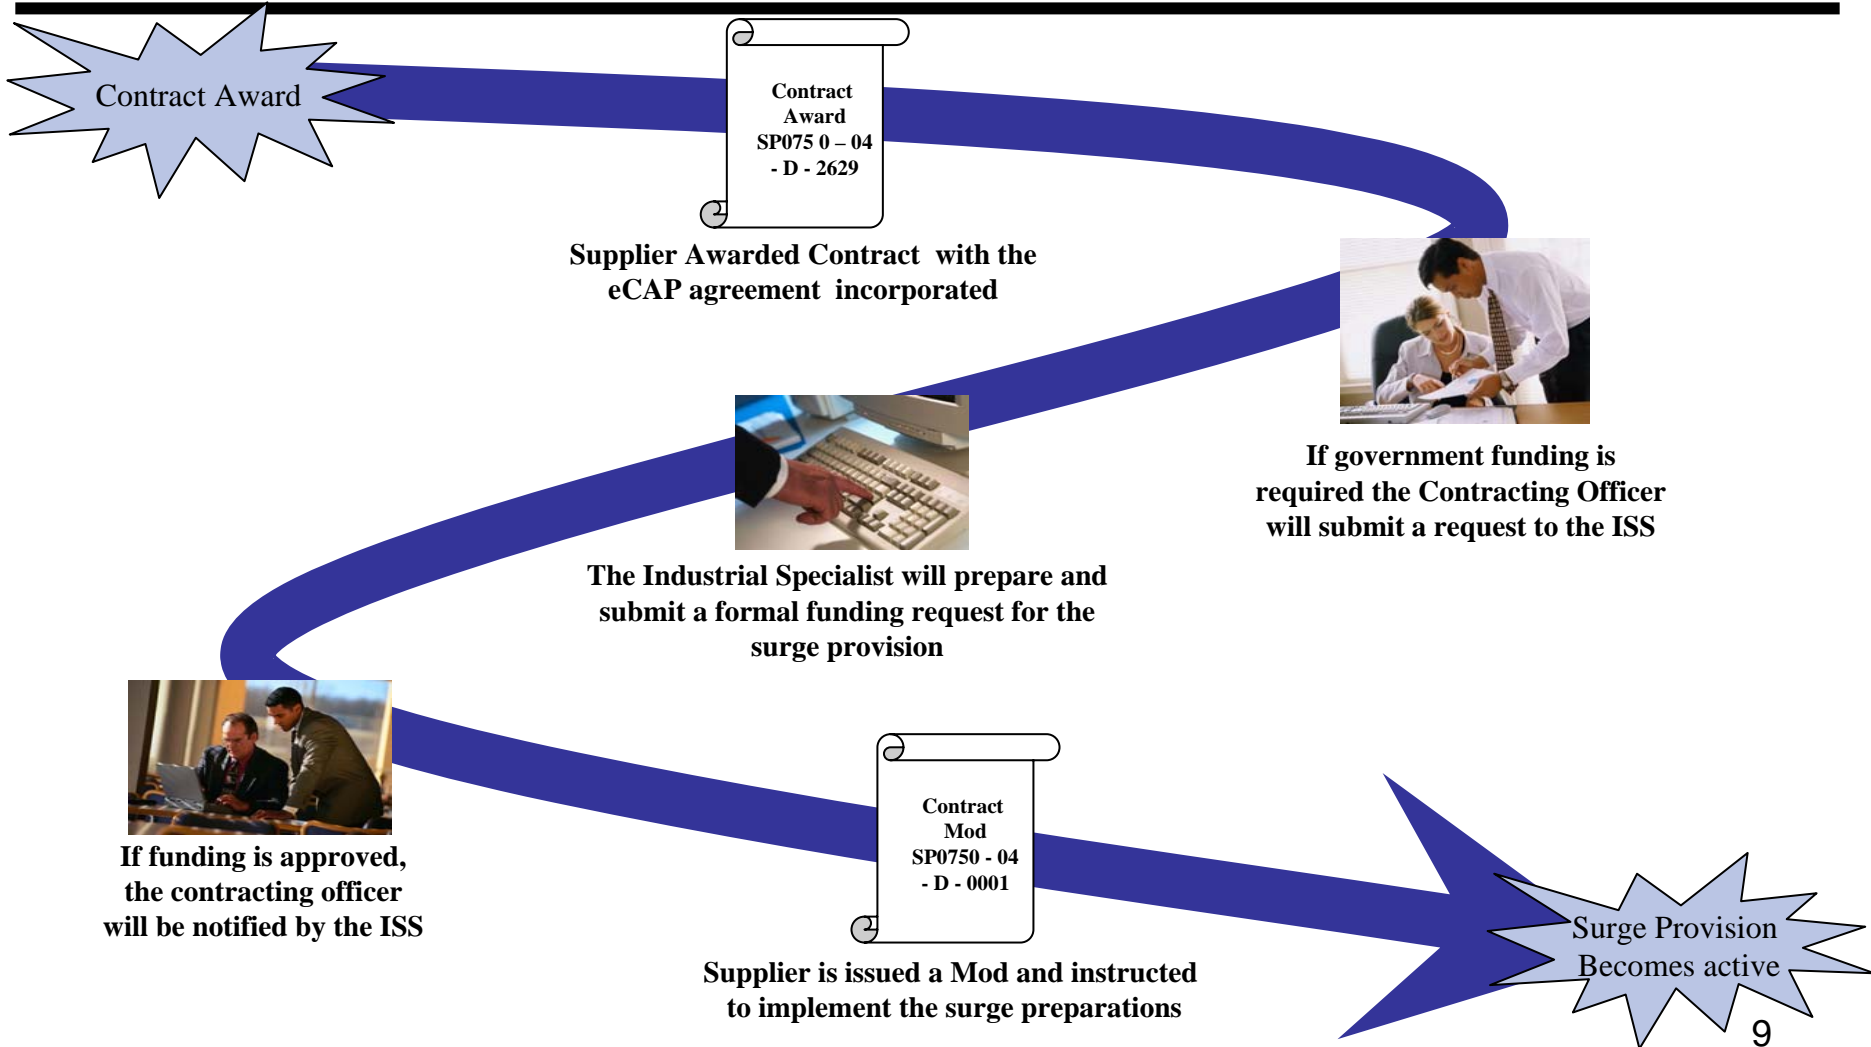 Contract Award
Contract
Award
SP075 0 – 04
- D - 2629
Supplier Awarded Contract with the
eCAP agreement incorporated
If government funding is
required the Contracting Officer
will submit a request to the ISS
The Industrial Specialist will prepare and
submit a formal funding request for the
surge provision
If funding is approved,
the contracting officer
will be notified by the ISS
Contract
Mod
SP0750 - 04
- D - 0001
Supplier is issued a Mod and instructed
to implement the surge preparations
Surge Provision
Becomes active
9